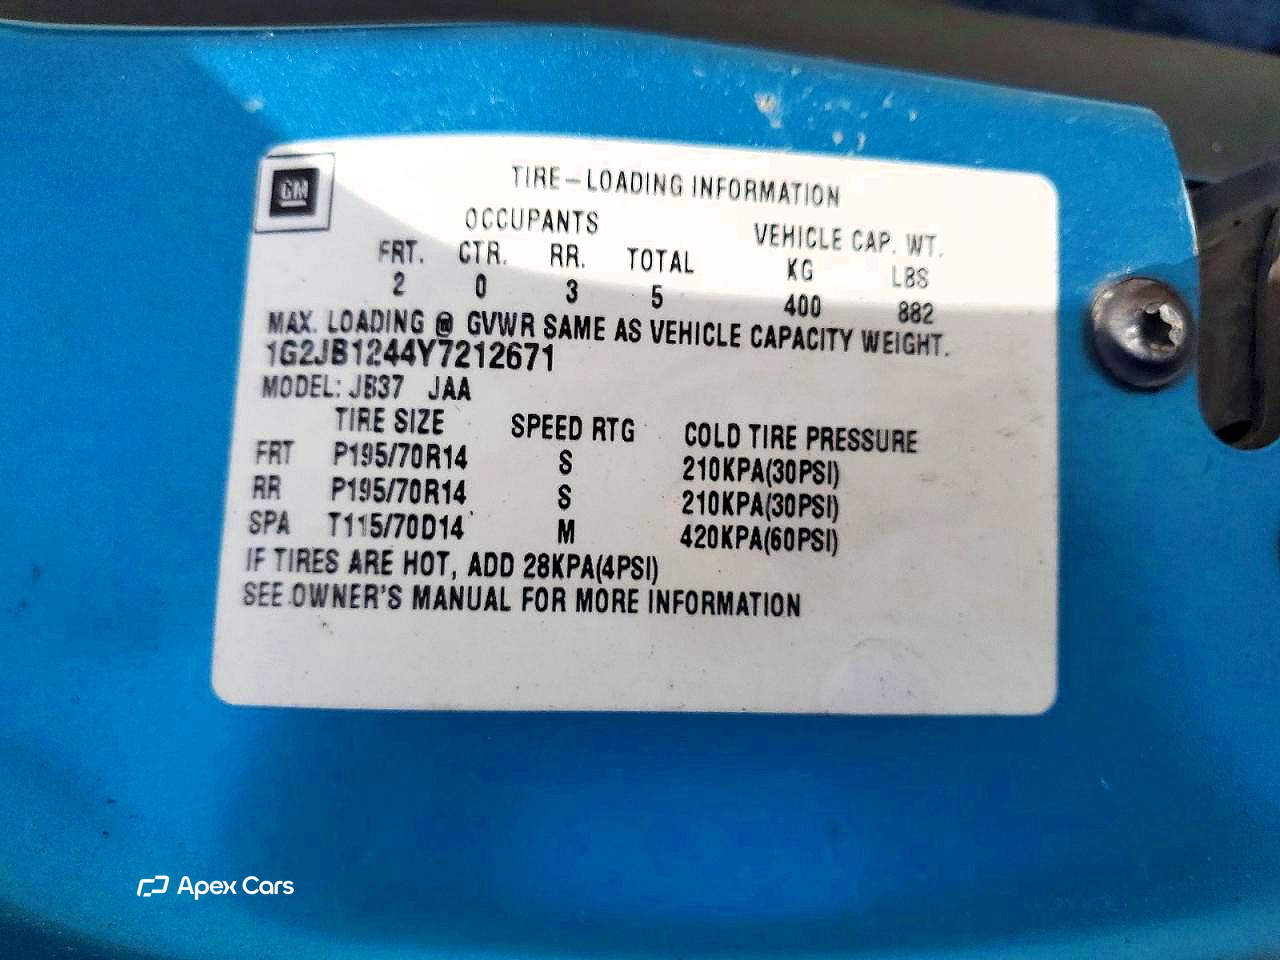 GM
TIRE-LOADING INFORMATION
OCCUPANTS VEHICLE CAP. WT.
FRT. CTR. RR. TOTAL KG LBS
2 0 3 5 400 882
MAX. LOADING @ GVWR SAME AS VEHICLE CAPACITY WEIGHT.
1G2JB1244Y7212671
MODEL: JB37 JAA
TIRE SIZE SPEED RTG COLD TIRE PRESSURE
FRT P195/70R14 S 210KPA(30PSI)
RR P195/70R14 S 210KPA(30PSI)
SPA T115/70D14 M 420KPA(60PSI)
IF TIRES ARE HOT, ADD 28KPA(4PSI)
SEE OWNER'S MANUAL FOR MORE INFORMATION
Apex Cars